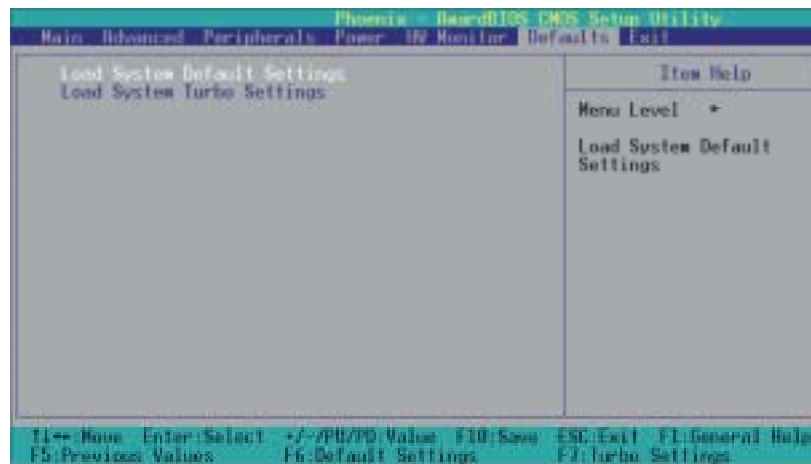 Phoenix - AwardBIOS CMOS Setup Utility
Main Advanced Peripherals Power HW Monitor Defaults Exit
Load System Default Settings
Load System Turbo Settings
Item Help
Menu Level
Load System Default
Settings
:Move Enter:Select +/-/PU/PD:Value F10:Save ESC:Exit F1:General Help
F5:Previous Values F6:Default Settings F7:Turbo Settings